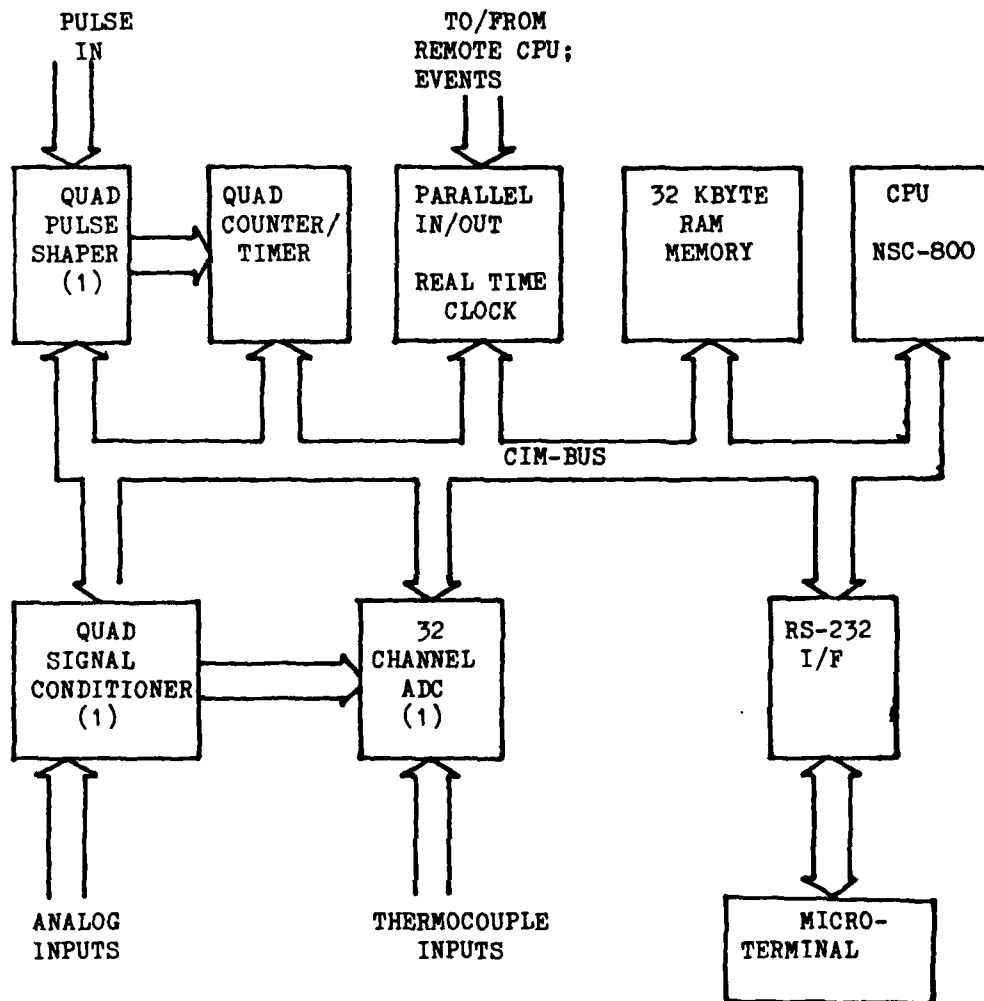 PULSE
IN
TO/FROM
REMOTE CPU;
EVENTS
QUAD
PULSE
SHAPER
(1)
QUAD
COUNTER/
TIMER
PARALLEL
IN/OUT
REAL TIME
CLOCK
32 KBYTE
RAM
MEMORY
CPU
NSC-800
CIM-BUS
QUAD
SIGNAL
CONDITIONER
(1)
32
CHANNEL
ADC
(1)
RS-232
I/F
ANALOG
INPUTS
THERMOCOUPLE
INPUTS
MICRO-
TERMINAL